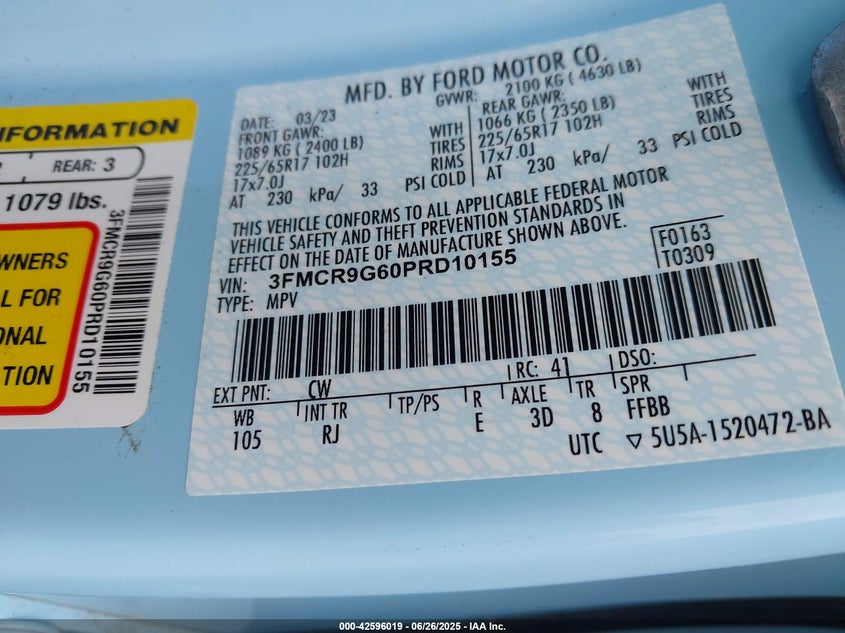 INFORMATION
REAR: 3
1079 lbs.
WNERS
L FOR
ONAL
TION
3FMCR9G60PRD10155
MFD. BY FORD MOTOR CO.
DATE: 03/23
GVWR: 2100 KG ( 4630 LB)
FRONT GAWR: WITH
1089 KG ( 2400 LB) TIRES
225/65R17 102H RIMS
17x7.0J
AT 230 kPa/ 33 PSI COLD
REAR GAWR: WITH
1066 KG ( 2350 LB) TIRES
225/65R17 102H RIMS
17x7.0J
AT 230 kPa/ 33 PSI COLD
THIS VEHICLE CONFORMS TO ALL APPLICABLE FEDERAL MOTOR
VEHICLE SAFETY AND THEFT PREVENTION STANDARDS IN
EFFECT ON THE DATE OF MANUFACTURE SHOWN ABOVE.
VIN: 3FMCR9G60PRD10155
TYPE: MPV
F0163
T0309
EXT PNT: CW RC: 41 DSO:
WB INT TR TP/PS R AXLE TR SPR
105 RJ E 3D 8 FFBB
UTC ▽ 5U5A-1520472-BA
000-42596019 - 06/26/2025 - IAA Inc.